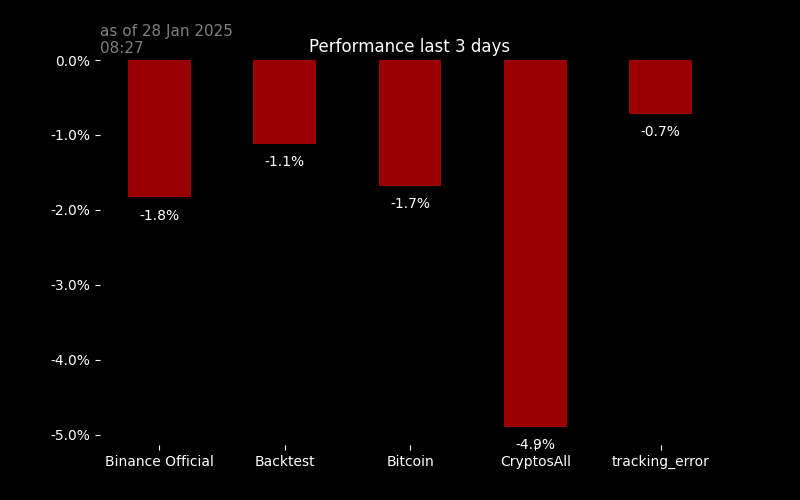 as of 28 Jan 2025
08:27
Performance last 3 days
0.0%
-1.0%
-2.0%
-3.0%
-4.0%
-5.0%
-1.8%
-1.1%
-1.7%
-4.9%
-0.7%
Binance Official
Backtest
Bitcoin
CryptosAll
tracking_error